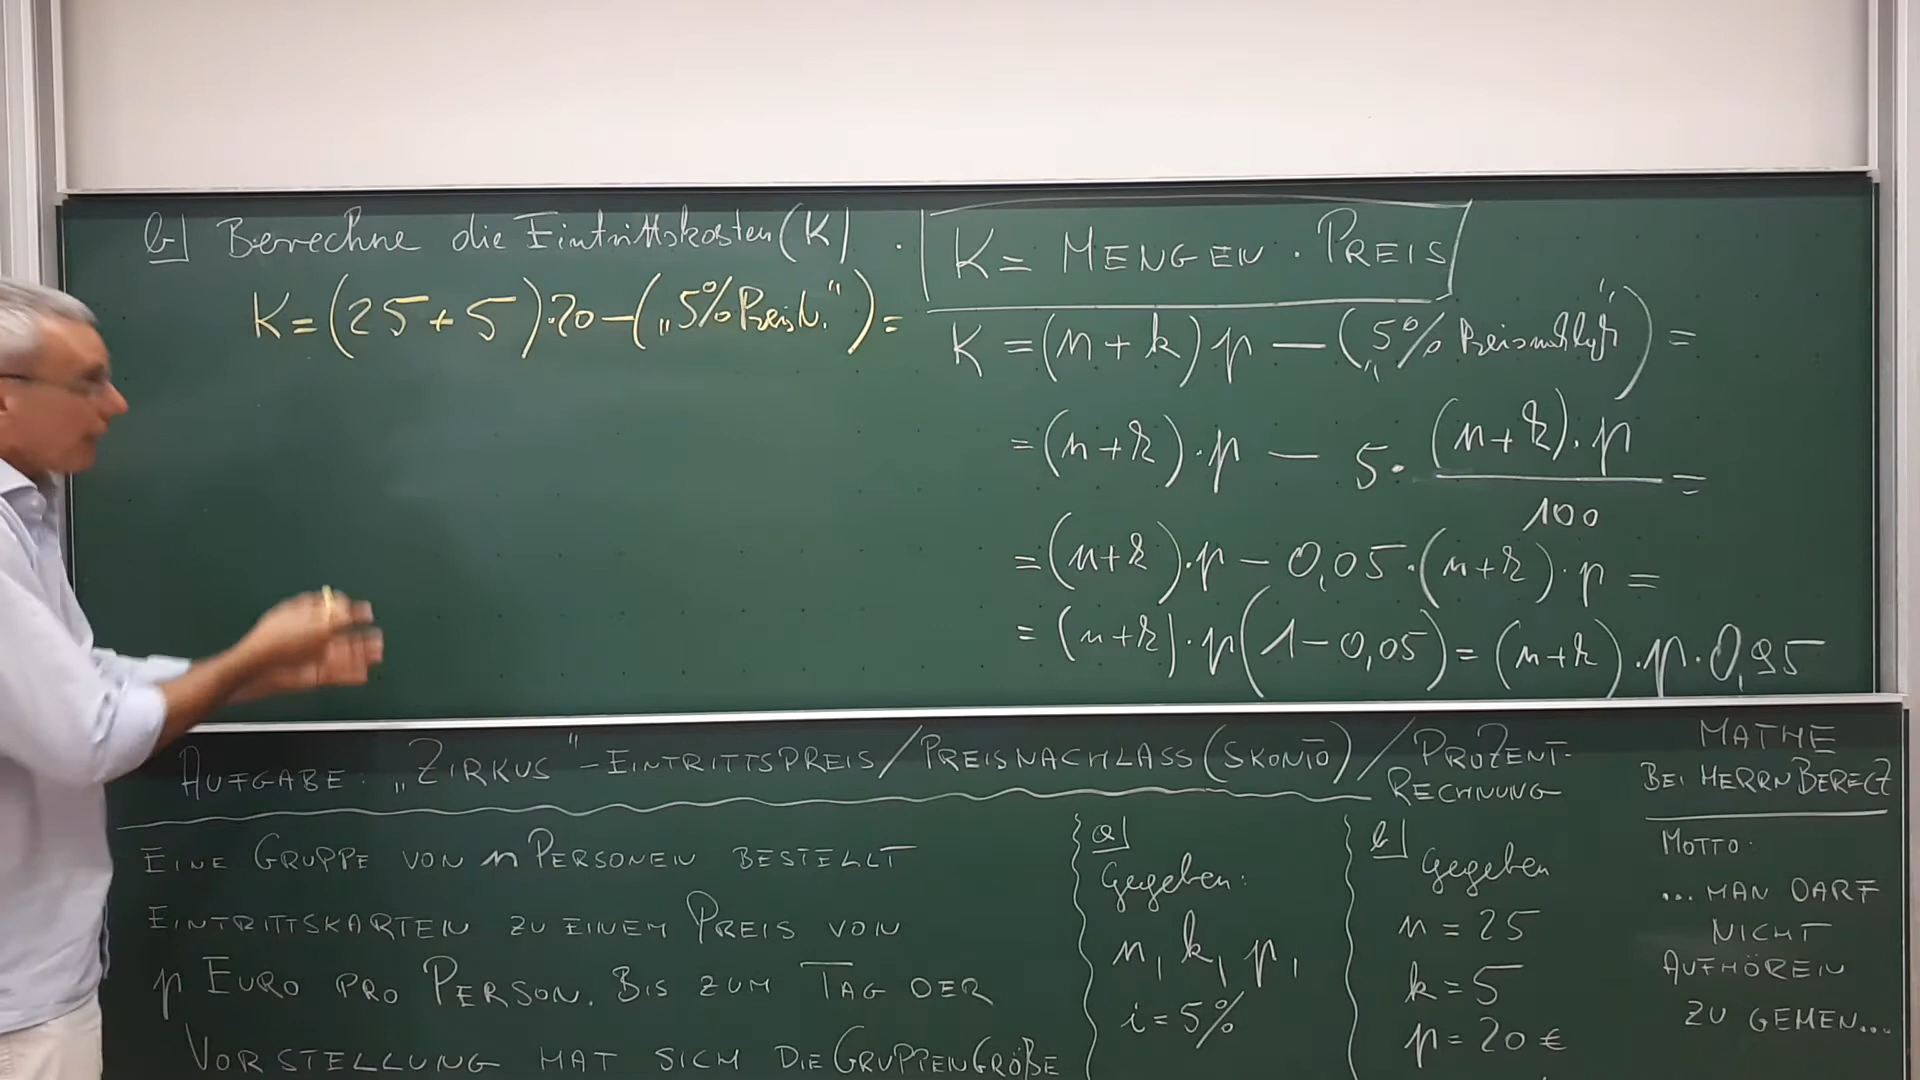 b) Berechne die Eintrittskosten (K).
K = (25 + 5)·20 – („5% Preisn.“) =
K = MENGEN · PREIS
K = (n + k) p – („5% Preisnachlaß“) =
= (n+k)·p – 5 · (n+k)·p / 100 =
= (n+k)·p – 0,05·(n+k)·p =
= (n+k)·p(1–0,05) = (n+k)·p·0,95
AUFGABE: „ZIRKUS“ - EINTRITTSPREIS / PREISNACHLASS (SKONTO) / PROZENT-
RECHNUNG
EINE GRUPPE VON n PERSONEN BESTELLT
EINTRITTSKARTEN ZU EINEM PREIS VON
p EURO PRO PERSON. BIS ZUM TAG DER
VORSTELLUNG HAT SICH DIE GRUPPENGRÖßE
a)
Gegeben:
n, k, p,
i = 5%
b)
Gegeben
n = 25
k = 5
p = 20 €
MATHE
BEI HERRN BERECZ
MOTTO:
... MAN DARF
NICHT
AUFHÖREN
ZU GEHEN...